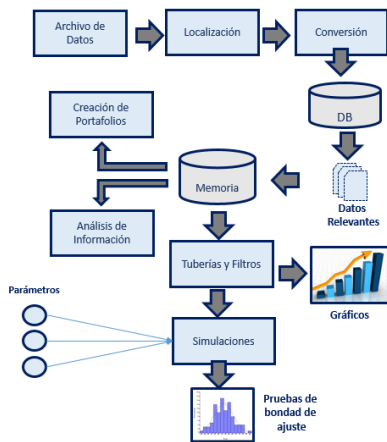 Archivo de
Datos
Localización
Conversión
Creación de
Portafolios
DB
Memoria
Datos
Relevantes
Análisis de
Información
Tuberías y Filtros
Gráficos
Parámetros
Simulaciones
Pruebas de
bondad de
ajuste